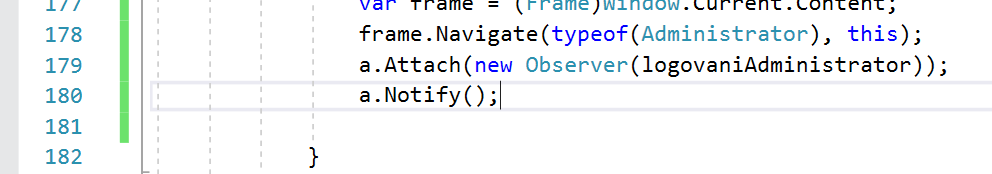 177 var frame = (Frame)Window.Current.Content;
178 frame.Navigate(typeof(Administrator), this);
179 a.Attach(new Observer(logovaniAdministrator));
180 a.Notify();
181
182 }